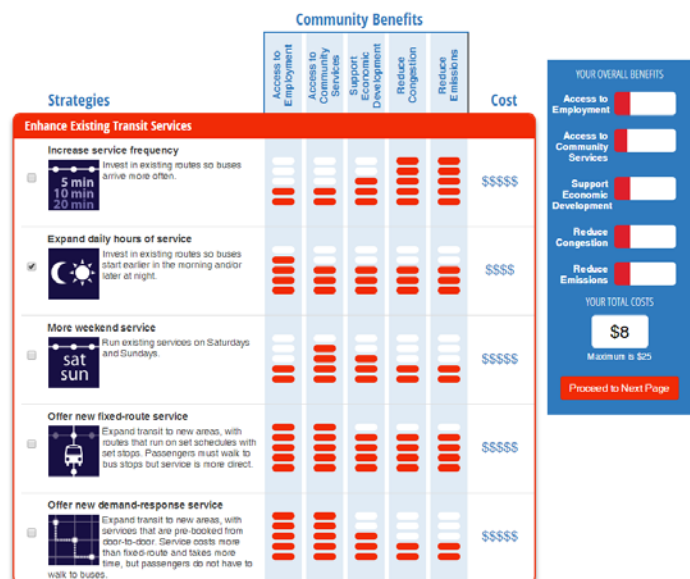 Community Benefits
Strategies
Access to
Employment
Access to
Community
Services
Support
Economic
Development
Reduce
Congestion
Reduce
Emissions
Cost
Enhance Existing Transit Services
Increase service frequency
5 min
10 min
20 min
Invest in existing routes so buses
arrive more often.
$$$$$
Expand daily hours of service
Invest in existing routes so buses
start earlier in the morning and/or
later at night.
$$$$
More weekend service
sat
sun
Run existing services on Saturdays
and Sundays.
$$$$$
Offer new fixed-route service
Expand transit to new areas, with
routes that run on set schedules with
set stops. Passengers must walk to
bus stops but service is more direct.
$$$$$
Offer new demand-response service
Expand transit to new areas, with
services that are pre-booked from
door-to-door. Service costs more
than fixed-route and takes more
time, but passengers do not have to
walk to buses.
$$$$$
YOUR OVERALL BENEFITS
Access to
Employment
Access to
Community
Services
Support
Economic
Development
Reduce
Congestion
Reduce
Emissions
YOUR TOTAL COSTS
$8
Maximum is $25
Proceed to Next Page